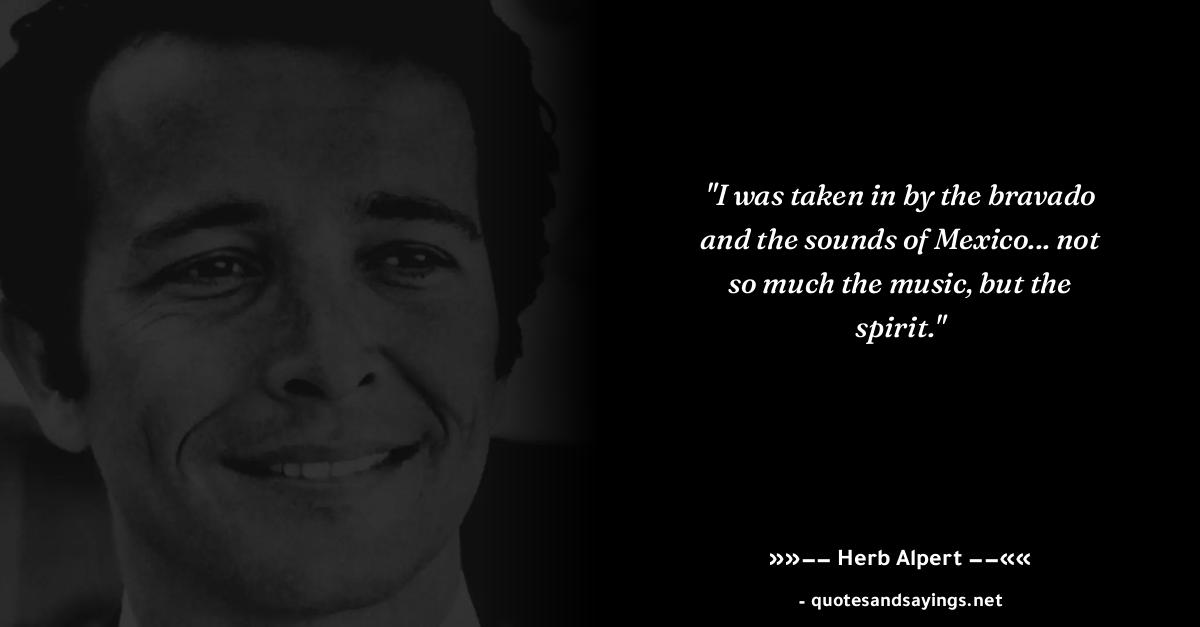 "I was taken in by the bravado
and the sounds of Mexico... not
so much the music, but the
spirit."
»»–– Herb Alpert ––««
- quotesandsayings.net